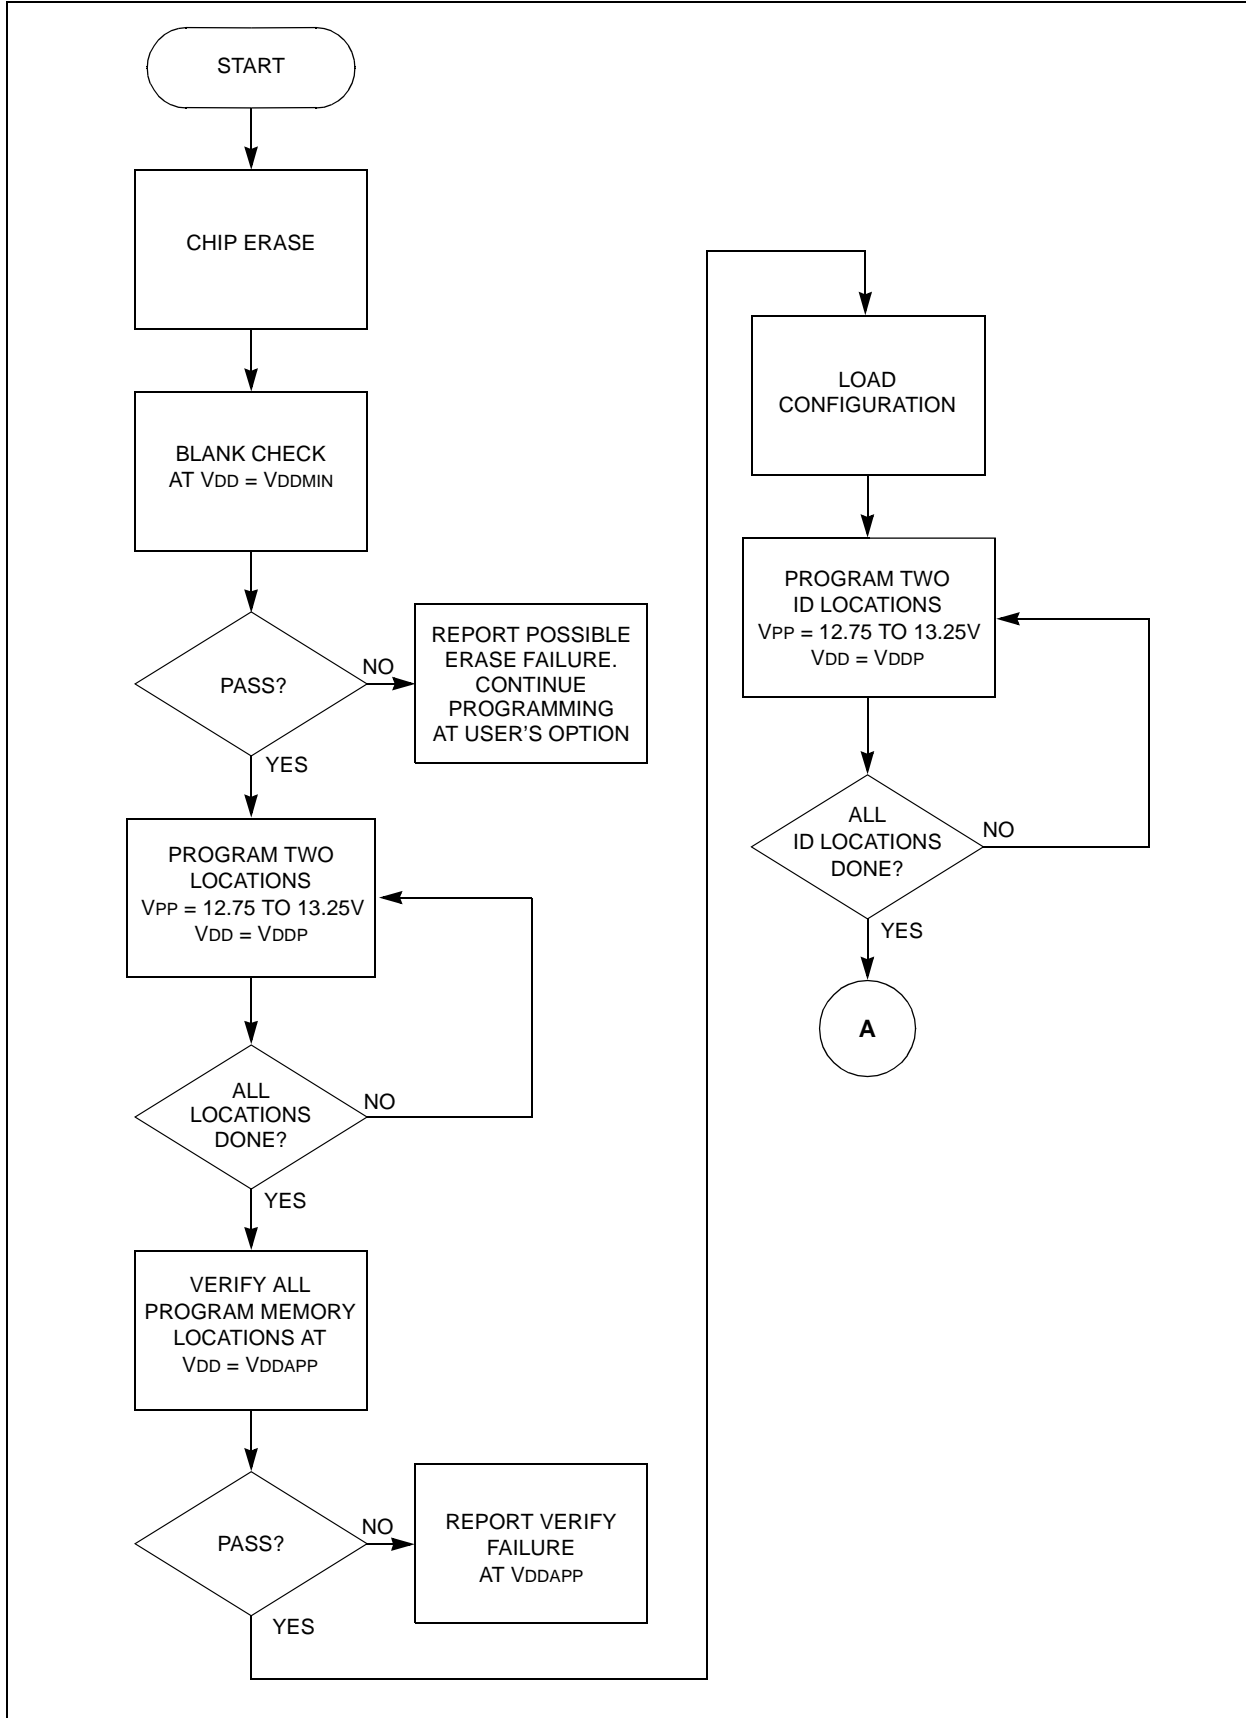 START
CHIP ERASE
BLANK CHECK
AT VDD = VDDMIN
PASS?
NO
YES
REPORT POSSIBLE
ERASE FAILURE.
CONTINUE
PROGRAMMING
AT USER'S OPTION
PROGRAM TWO
LOCATIONS
VPP = 12.75 TO 13.25V
VDD = VDDP
ALL
LOCATIONS
DONE?
NO
YES
VERIFY ALL
PROGRAM MEMORY
LOCATIONS AT
VDD = VDDAPP
PASS?
NO
YES
REPORT VERIFY
FAILURE
AT VDDAPP
LOAD
CONFIGURATION
PROGRAM TWO
ID LOCATIONS
VPP = 12.75 TO 13.25V
VDD = VDDP
ALL
ID LOCATIONS
DONE?
NO
YES
A